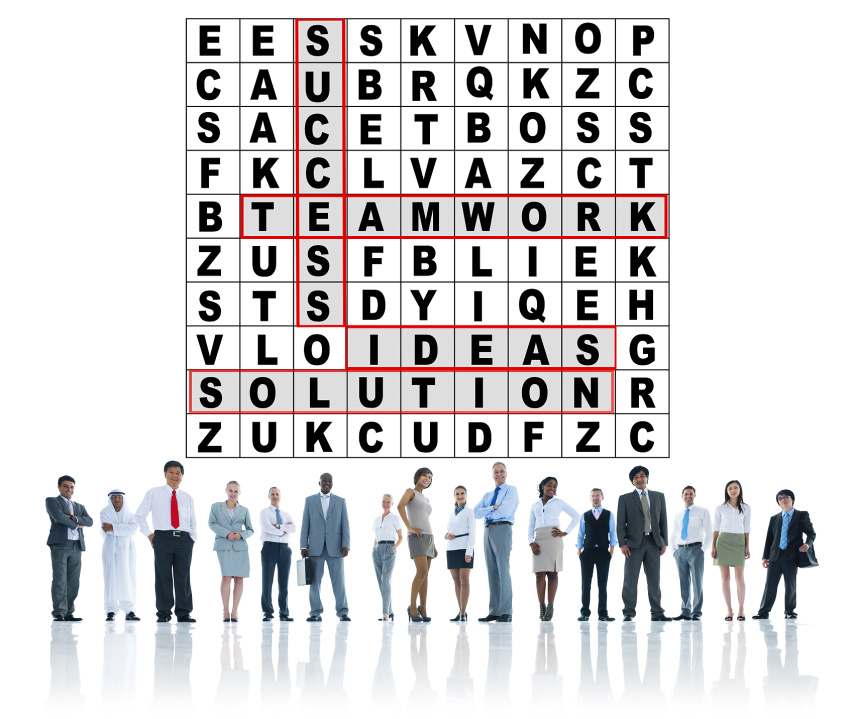 E E S S K V N O P
C A U B R Q K Z C
S A C E T B O S S
F K C L V A Z C T
B T E A M W O R K
Z U S F B L I E K
S T S D Y I Q E H
V L O I D E A S G
S O L U T I O N R
Z U K C U D F Z C